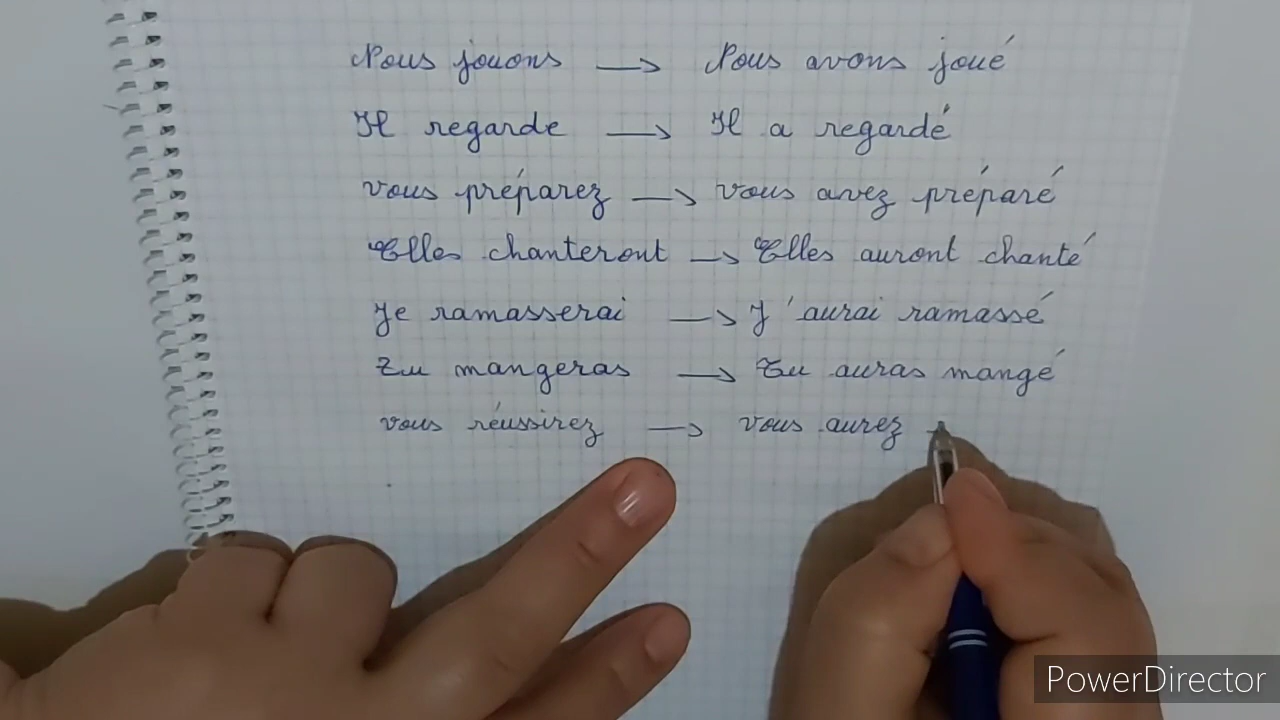 Nous jouons → Nous avons joué
Il regarde → Il a regardé
vous préparez → vous avez préparé
Elles chanteront → Elles auront chanté
Je ramasserai → J'aurai ramassé
Tu mangeras → Tu auras mangé
vous réussirez → vous aurez
PowerDirector